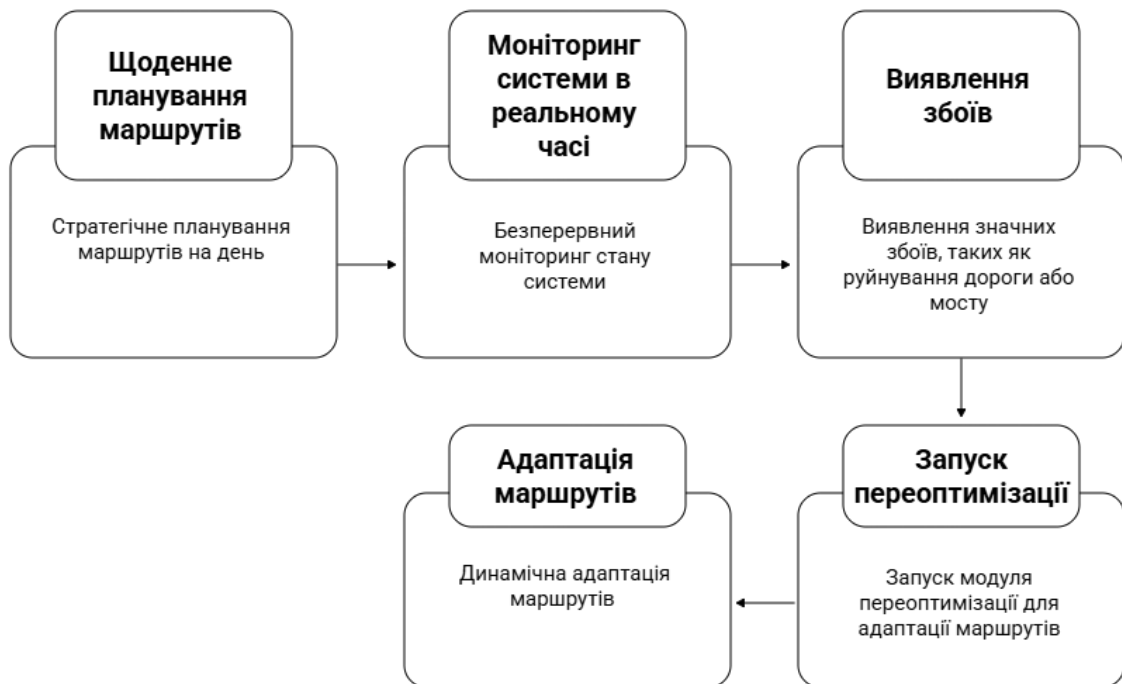 Щоденне
планування
маршрутів
Стратегічне планування
маршрутів на день
Моніторинг
системи в
реальному
часі
Безперервний
моніторинг стану
системи
Виявлення
збоїв
Виявлення значних
збоїв, таких як
руйнування дороги або
мосту
Запуск
переоптимізації
Запуск модуля
переоптимізації для
адаптації маршрутів
Адаптація
маршрутів
Динамічна адаптація
маршрутів